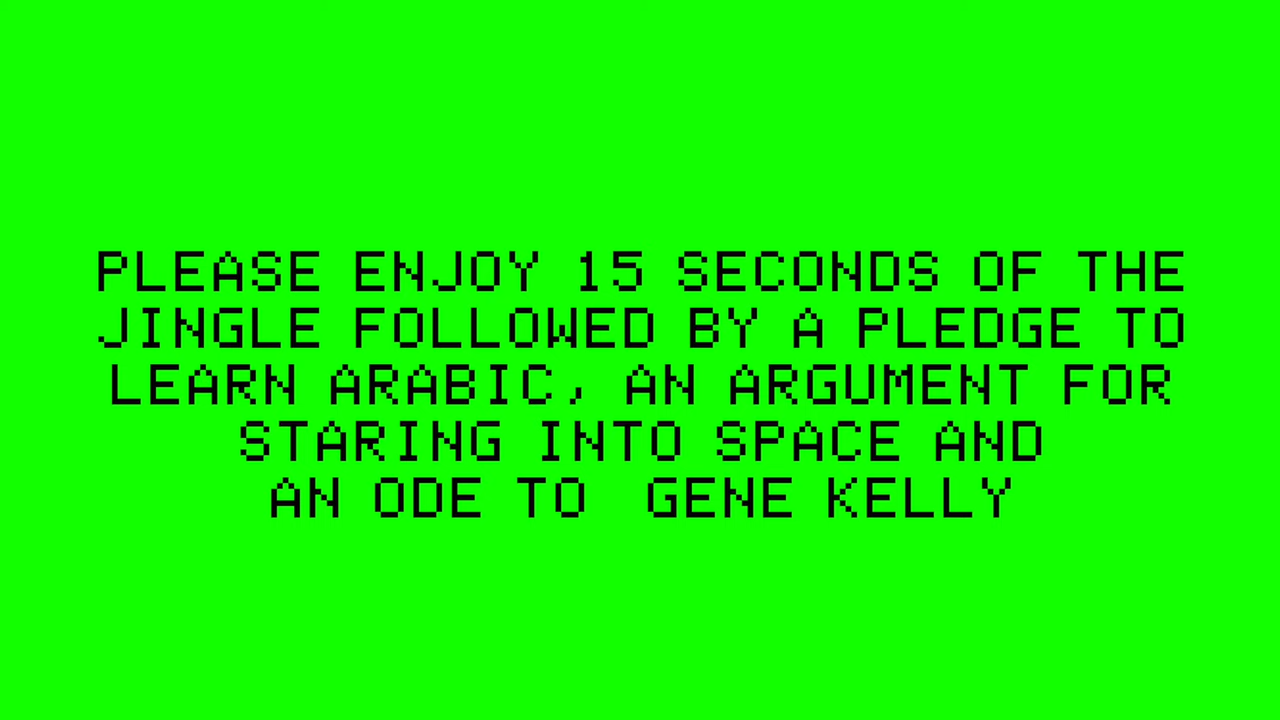 PLEASE ENJOY 15 SECONDS OF THE
JINGLE FOLLOWED BY A PLEDGE TO
LEARN ARABIC, AN ARGUMENT FOR
STARING INTO SPACE AND
AN ODE TO  GENE KELLY